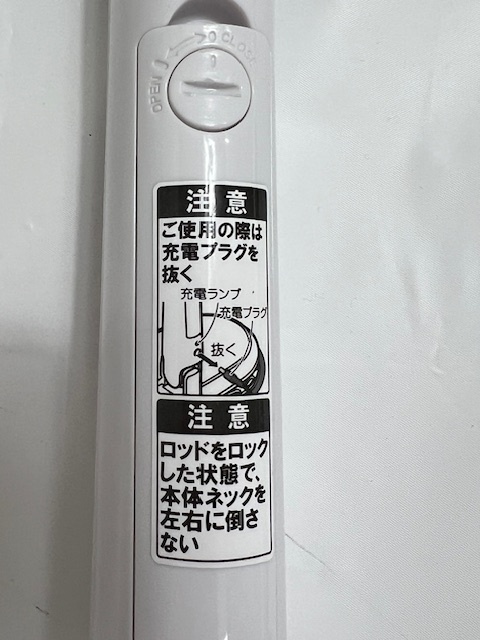 OPEN
CLOSE
注意
ご使用の際は
充電プラグを
抜く
充電ランプ
充電プラグ
抜く
注意
ロッドをロック
した状態で、
本体ネックを
左右に倒さ
ない